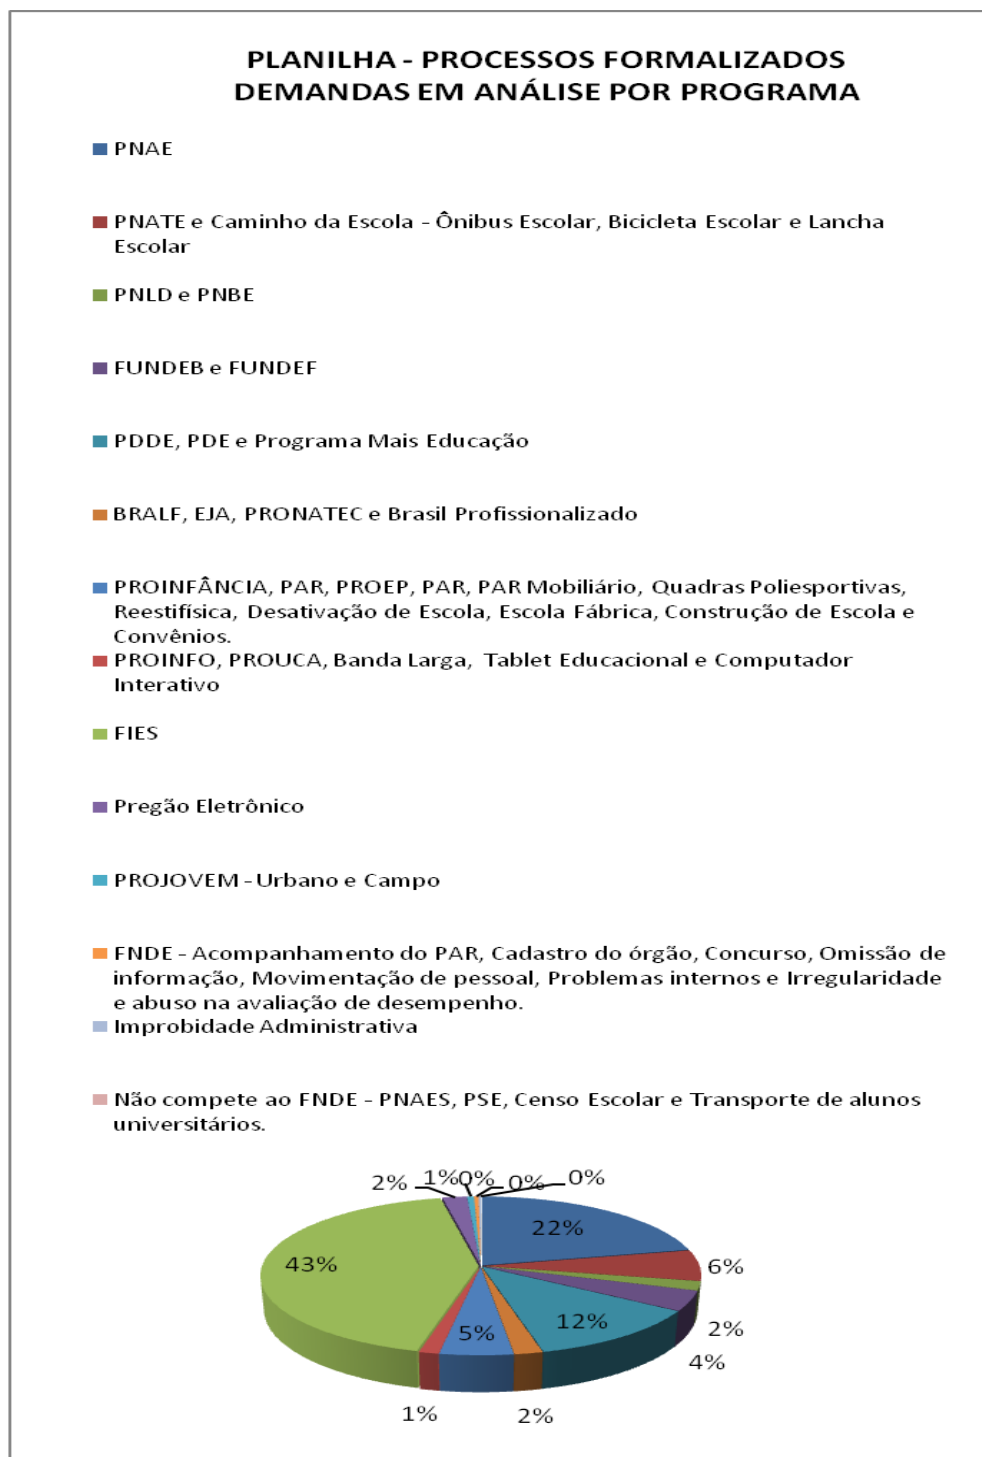 PLANILHA - PROCESSOS FORMALIZADOS
DEMANDAS EM ANÁLISE POR PROGRAMA
PNAE
PNATE e Caminho da Escola - Ônibus Escolar, Bicicleta Escolar e Lancha
Escolar
PNLD e PNBE
FUNDEB e FUNDEF
PDDE, PDE e Programa Mais Educação
BRALF, EJA, PRONATEC e Brasil Profissionalizado
PROINFÂNCIA, PAR, PROEP, PAR, PAR Mobiliário, Quadras Poliesportivas,
Reestifísica, Desativação de Escola, Escola Fábrica, Construção de Escola e
Convênios.
PROINFO, PROUCA, Banda Larga, Tablet Educacional e Computador
Interativo
FIES
Pregão Eletrônico
PROJOVEM - Urbano e Campo
FNDE - Acompanhamento do PAR, Cadastro do órgão, Concurso, Omissão de
informação, Movimentação de pessoal, Problemas internos e Irregularidade
e abuso na avaliação de desempenho.
Improbidade Administrativa
Não compete ao FNDE - PNAES, PSE, Censo Escolar e Transporte de alunos
universitários.
2% 1% 0% 0% 0%
22%
43% 6%
12% 2%
5% 4%
1% 2%